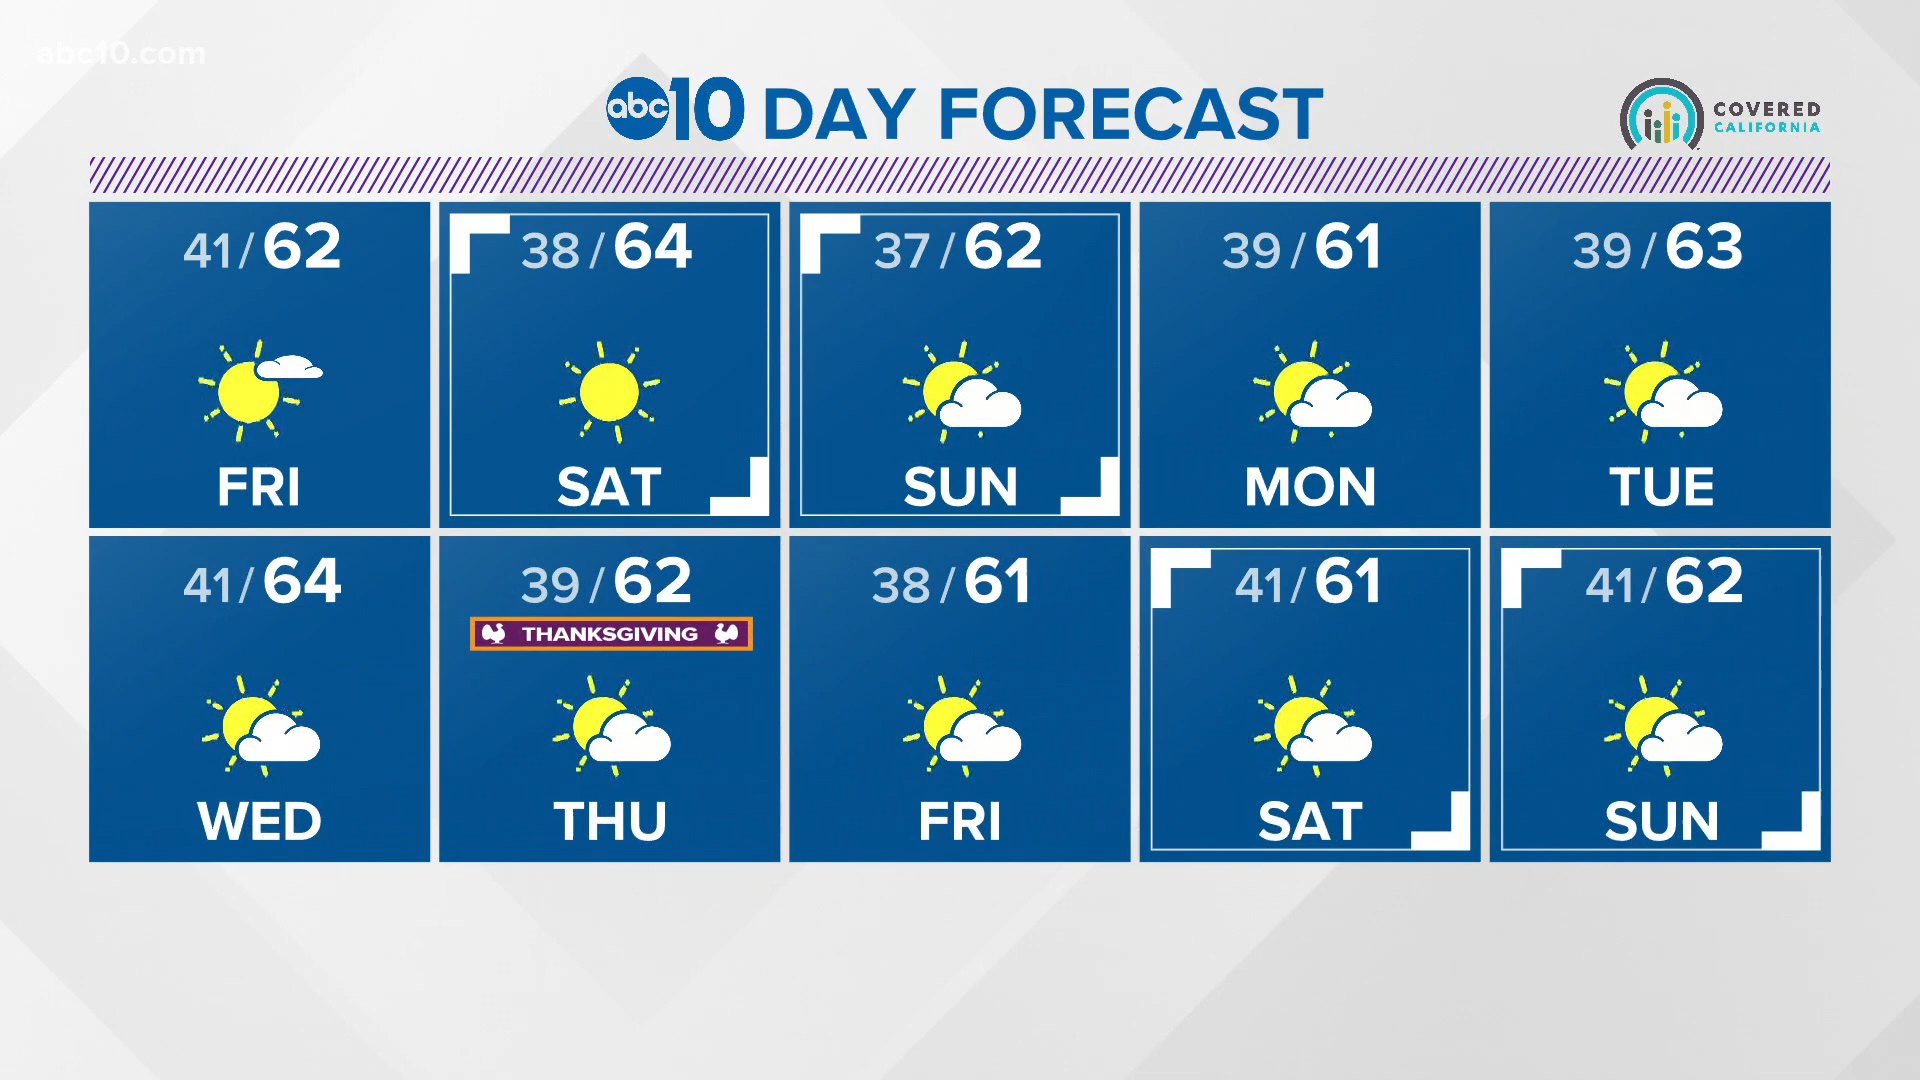 abc10.com
abc10 DAY FORECAST
COVERED
CALIFORNIA
41/62
FRI
38/64
SAT
37/62
SUN
39/61
MON
39/63
TUE
41/64
WED
39/62
THANKSGIVING
THU
38/61
FRI
41/61
SAT
41/62
SUN